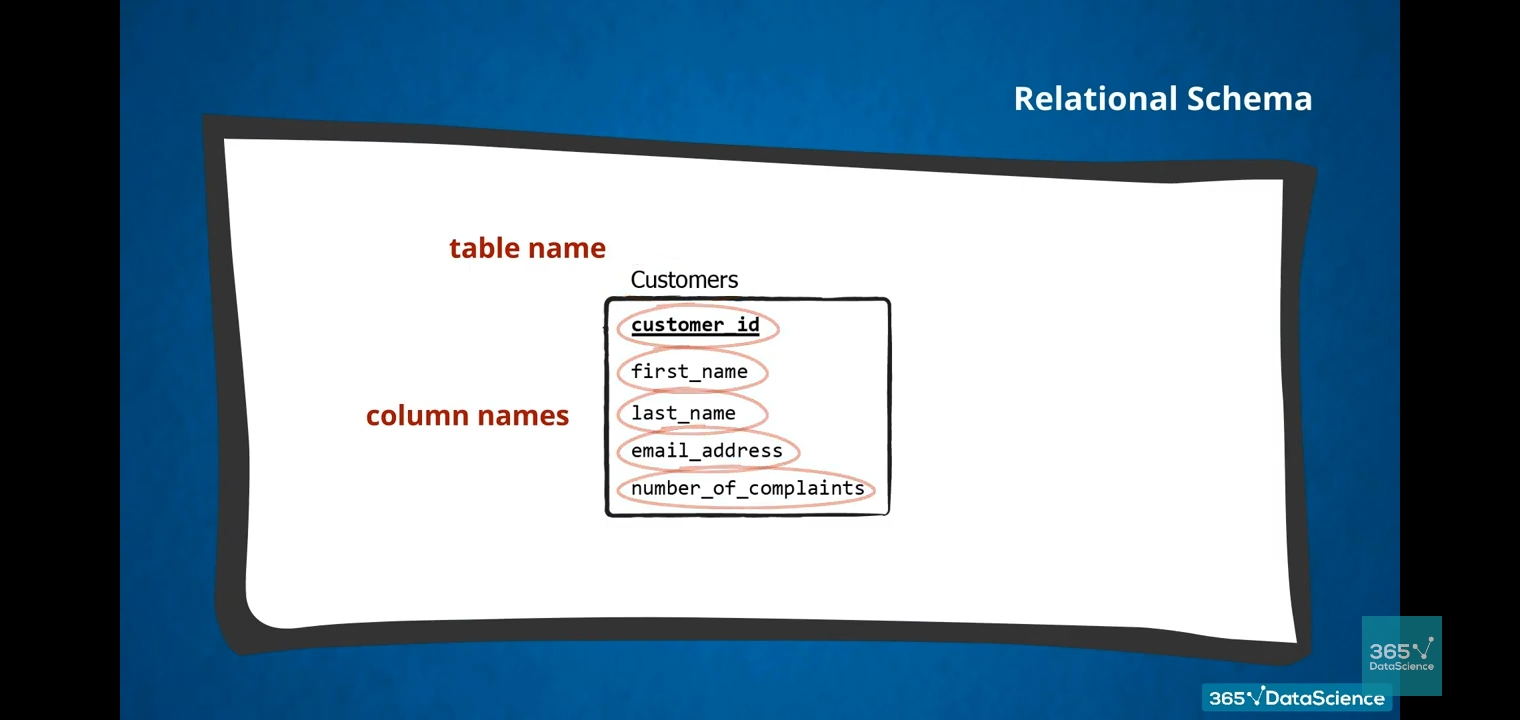 Relational Schema
table name
Customers
customer_id
first_name
column names
last_name
email_address
number_of_complaints
365 DataScience
365 DataScience